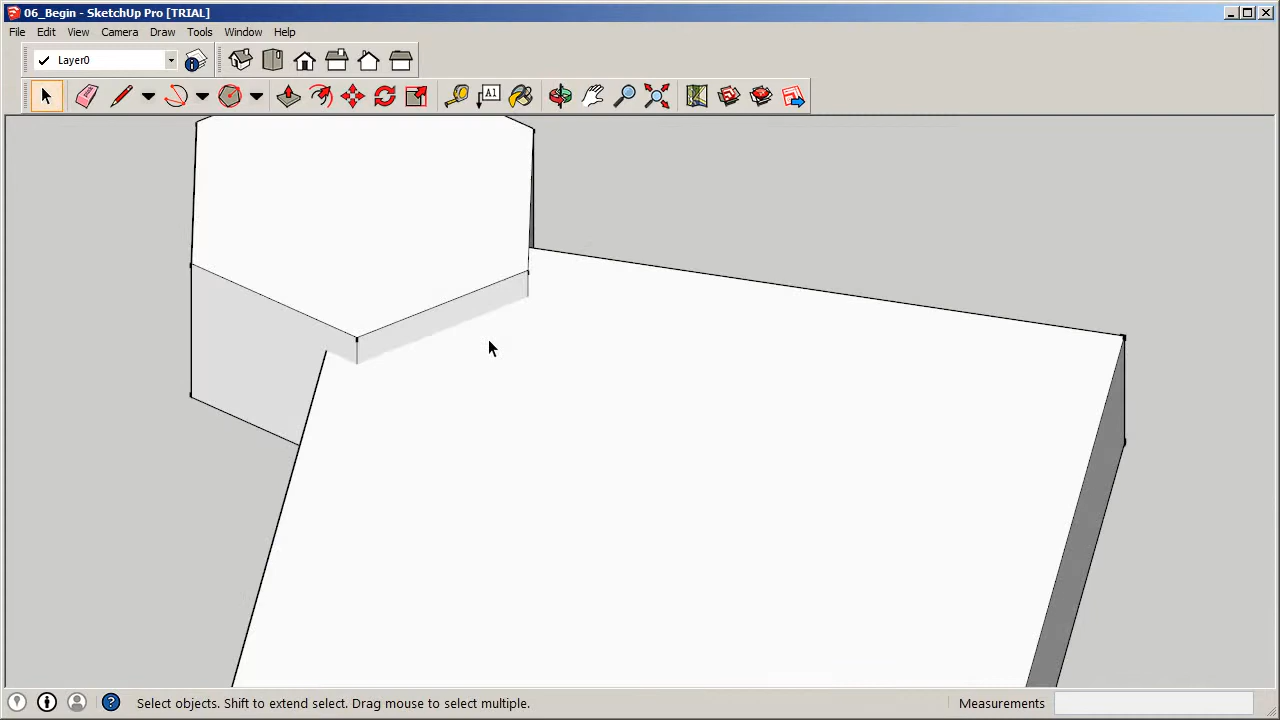 06_Begin - SketchUp Pro [TRIAL]
File Edit View Camera Draw Tools Window Help
Layer0
A1
Select objects. Shift to extend select. Drag mouse to select multiple.
Measurements